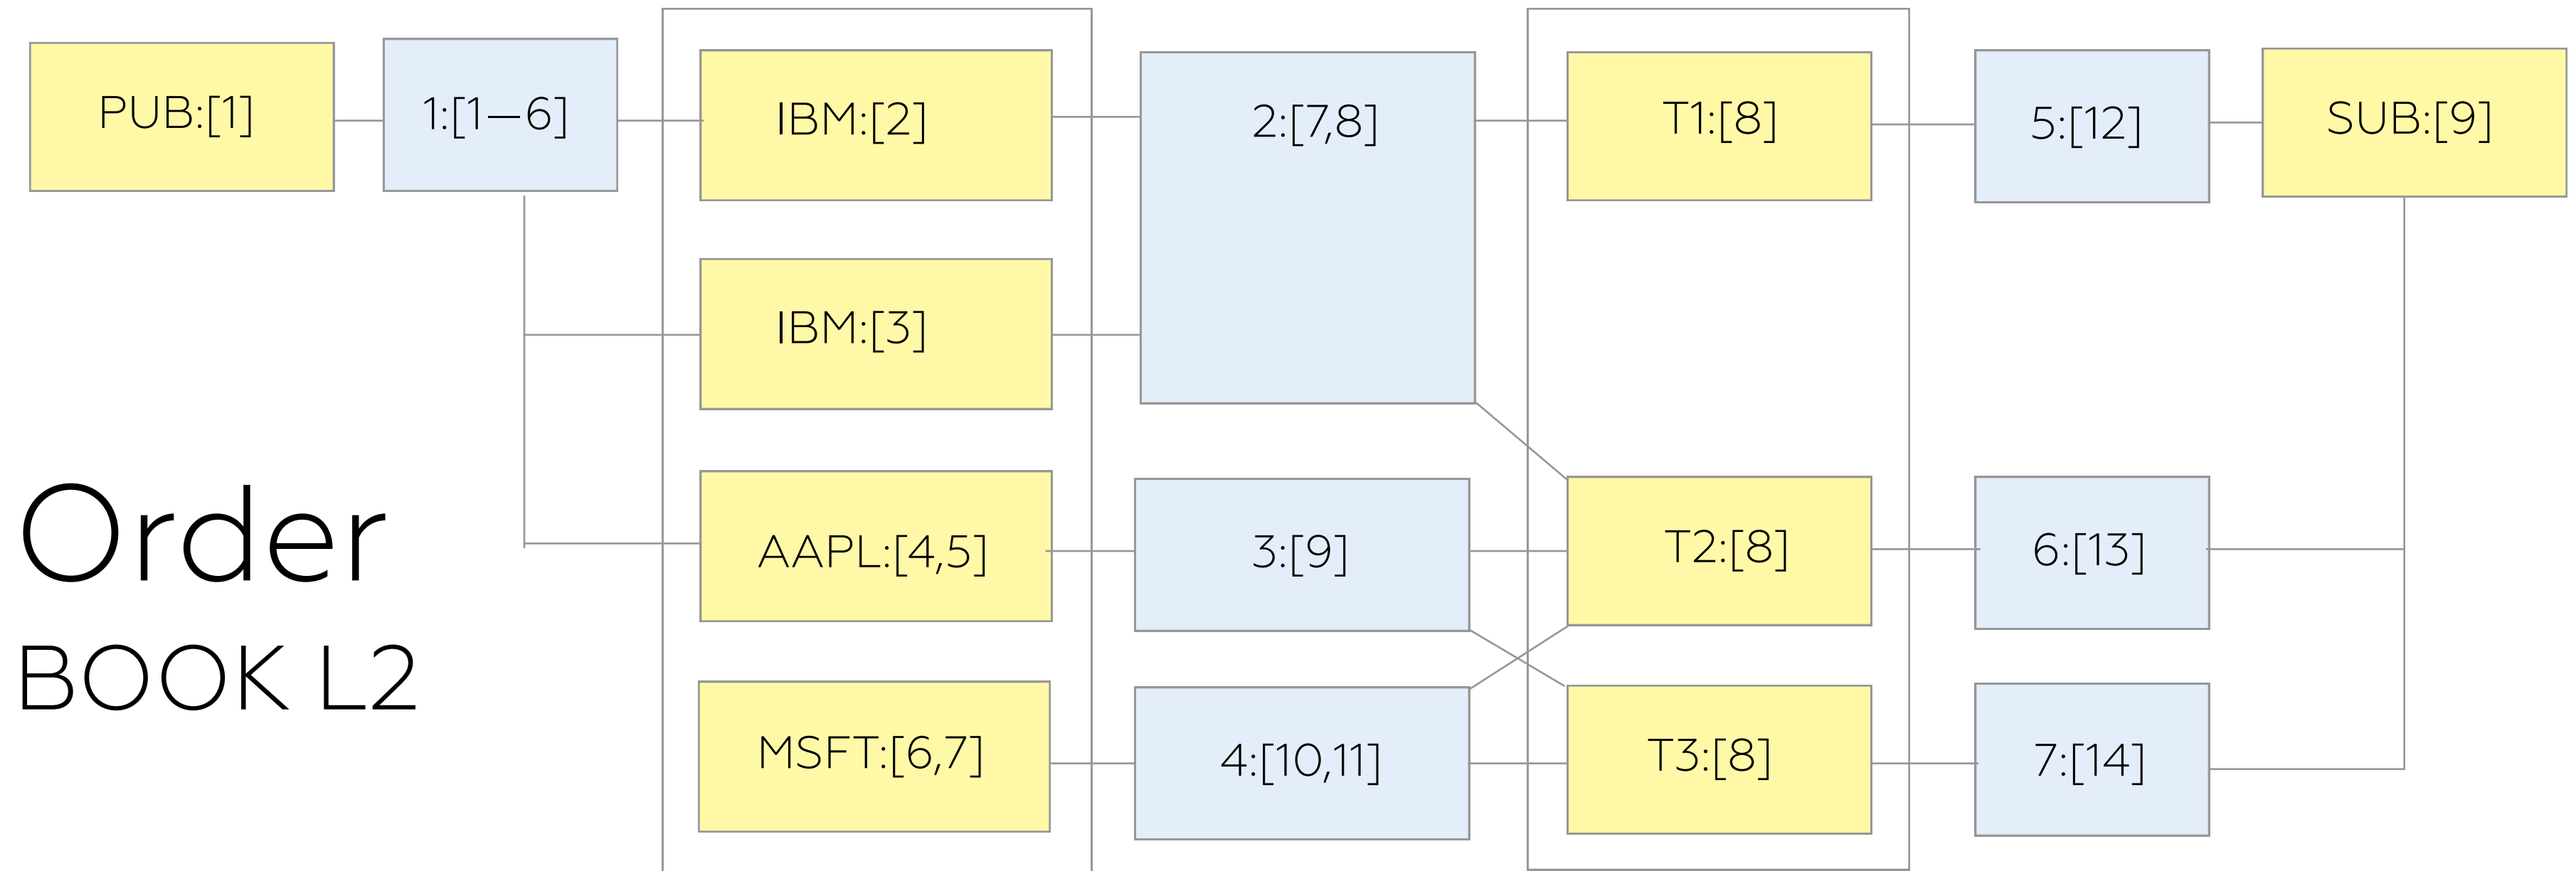 PUB:[1]
1:[1—6]
IBM:[2]
2:[7,8]
T1:[8]
5:[12]
SUB:[9]
IBM:[3]
AAPL:[4,5]
3:[9]
T2:[8]
6:[13]
Order
BOOK L2
MSFT:[6,7]
4:[10,11]
T3:[8]
7:[14]